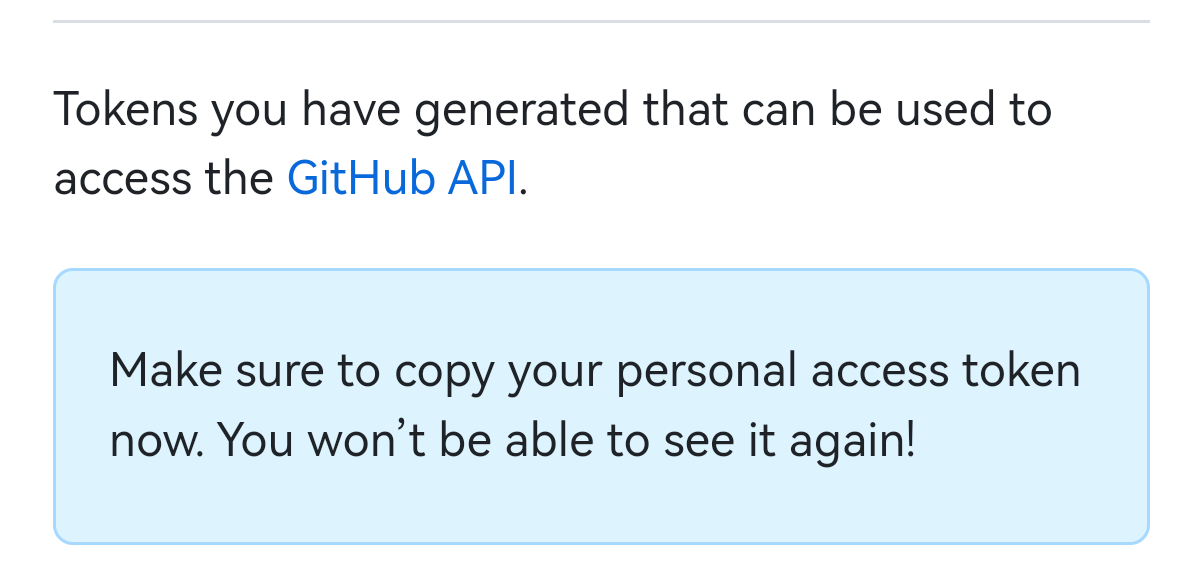 Tokens you have generated that can be used to
access the GitHub API.
Make sure to copy your personal access token
now. You won’t be able to see it again!